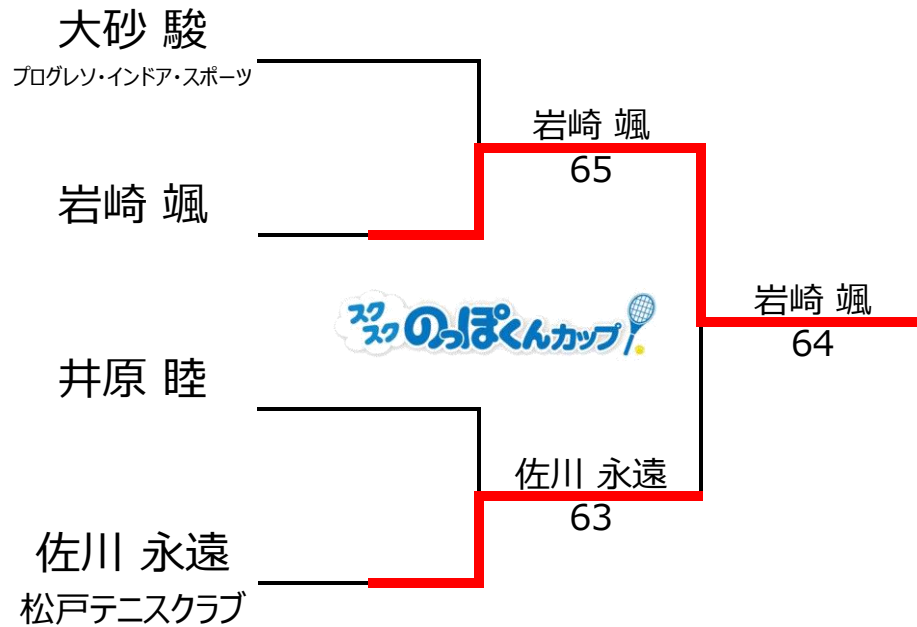 大砂 駿
プログレソ・インドア・スポーツ
岩崎 颯
65
岩崎 颯
スク
スク のっぽくんカップ
岩崎 颯
64
井原 睦
佐川 永遠
63
佐川 永遠
松戸テニスクラブ